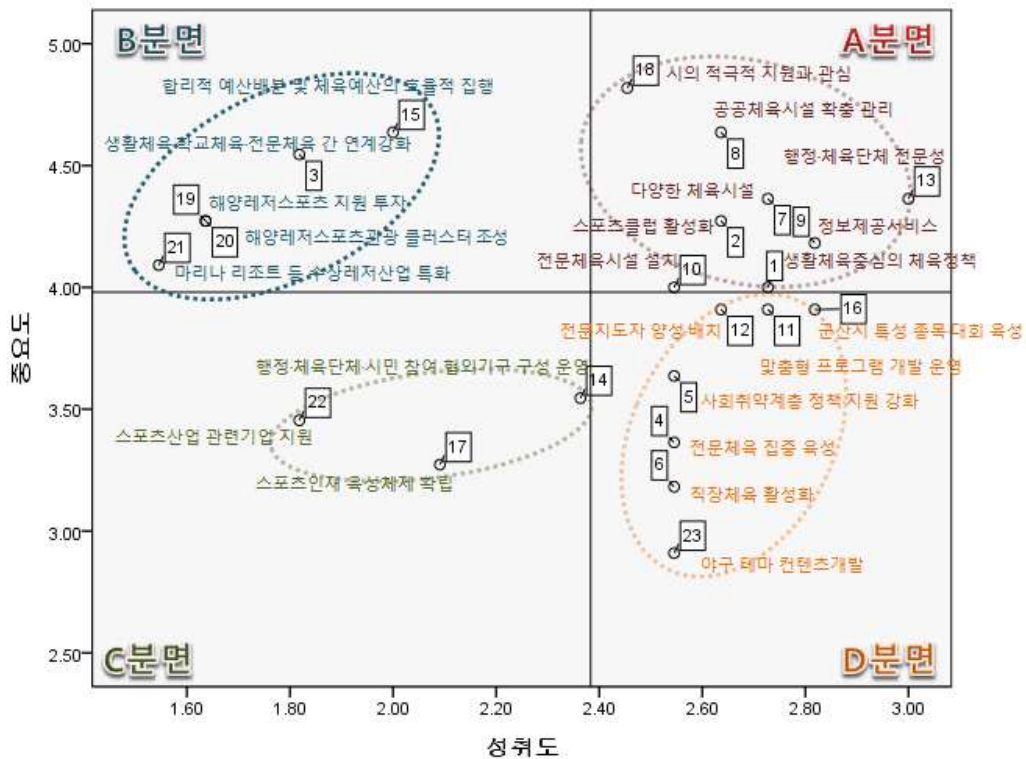 B분면
A분면
5.00
18
시의 적극적 지원과 관심
합리적 예산배분 및 체육예산의 효율적 집행
15
공공체육시설 확충 관리
생활체육·학교체육·전문체육 간 연계강화
4.50
3
8
행정·체육단체 전문성
13
19
해양레저스포츠 지원 투자
다양한 체육시설
7
9
스포츠클럽 활성화
2
정보제공서비스
21
20
해양레저스포츠관광 클러스터 조성
마리나 리조트 등 수상레저산업 특화
전문체육시설 설치
10
1
생활체육중심의 체육정책
4.00
16
전문지도자 양성·배치
12
11
군산시 특성 종목·대회 육성
행정·체육단체·시민 참여 협의기구 구성 운영
14
맞춤형 프로그램 개발 운영
22
5
사회취약계층 정책 지원 강화
3.50
스포츠산업 관련기업 지원
17
4
전문체육 집중 육성
스포츠인재 육성체제 확립
6
직장체육 활성화
3.00
23
야구 테마 컨텐츠개발
C분면
D분면
2.50
중요도
1.60
1.80
2.00
2.20
2.40
2.60
2.80
3.00
성취도